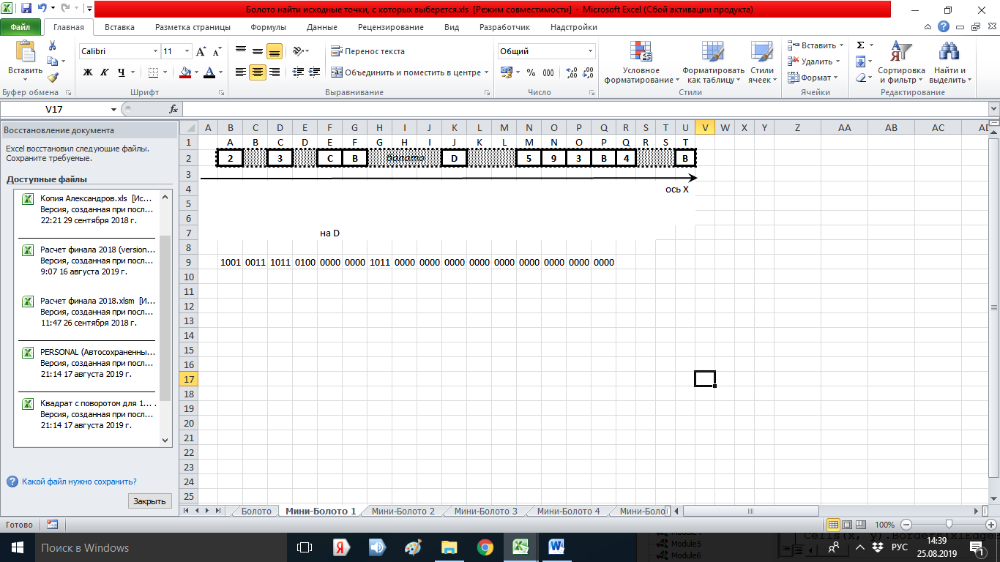 Болото найти исходные точки, с которых выберется.xls [Режим совместимости] - Microsoft Excel (Сбой активации продукта)
Файл Главная Вставка Разметка страницы Формулы Данные Рецензирование Вид Разработчик Надстройки
Вставить
Calibri 11
Ж К Ч
Перенос текста
Объединить и поместить в центре
Общий
% 000
Условное форматирование
Форматировать как таблицу
Стили ячеек
Вставить
Удалить
Формат
Σ
Сортировка и фильтр
Найти и выделить
Буфер обмена Шрифт Выравнивание Число Стили Ячейки Редактирование
V17 fx
Восстановление документа
Excel восстановил следующие файлы.
Сохраните требуемые.
Доступные файлы
Копия Александров.xls [Ис...
Версия, созданная при посл...
22:21 29 сентября 2018 г.
Расчет финала 2018 (version...
Версия, созданная при посл...
9:07 16 августа 2019 г.
Расчет финала 2018.xlsm [И...
Версия, созданная при посл...
11:47 26 сентября 2018 г.
PERSONAL (Автосохраненны...
Версия, созданная при посл...
21:14 17 августа 2019 г.
Квадрат с поворотом для 1... .
Версия, созданная при посл...
21:14 17 августа 2019 г.
? Какой файл нужно сохранить?
Закрыть
A B C D E F G H I J K L M N O P Q R S T U V W X Y Z AA AB AC AD
1 A B C D E F G H I J K L M N O P Q R S T
2 2 3 C B болото D 5 9 3 B 4 B
3
4 ось X
5
6
7 на D
8
9 1001 0011 1011 0100 0000 0000 1011 0000 0000 0000 0000 0000 0000 0000 0000 0000
10
11
12
13
14
15
16
17
18
19
20
21
22
23
24
25
Болото Мини-Болото 1 Мини-Болото 2 Мини-Болото 3 Мини-Болото 4 Мини-Боло
Готово 100%
Поиск в Windows
Module5
Module6
Cells(x, y).Border
РУС
14:39
25.08.2019
1